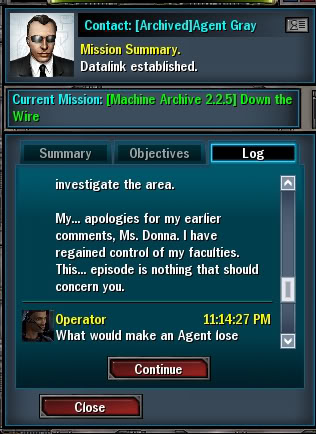 Contact: [Archived]Agent Gray
Mission Summary.
Datalink established.
Current Mission: [Machine Archive 2.2.5] Down the
Wire
Summary
Objectives
Log
investigate the area.
My... apologies for my earlier
comments, Ms. Donna. I have
regained control of my faculties.
This... episode is nothing that should
concern you.
Operator 11:14:27 PM
What would make an Agent lose
Continue
Close